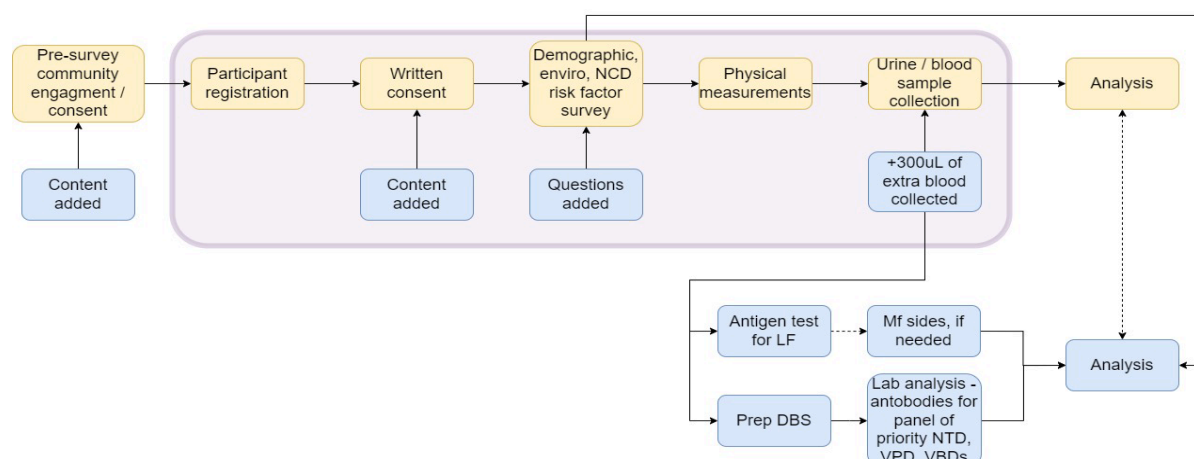 Pre-survey
community
engagment /
consent
Participant
registration
Written
consent
Demographic,
enviro, NCD
risk factor
survey
Physical
measurements
Urine / blood
sample
collection
Analysis
Content
added
Content
added
Questions
added
+300uL of
extra blood
collected
Antigen test
for LF
Mf sides, if
needed
Analysis
Prep DBS
Lab analysis -
antobodies for
panel of
priority NTD,
VPD, VBDs